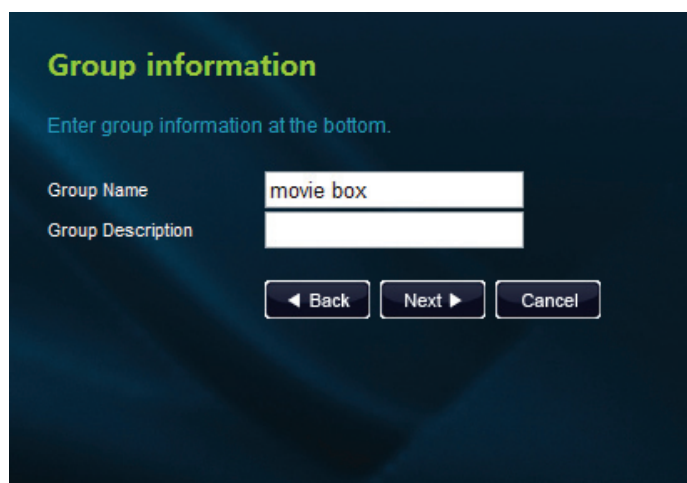 Group information
Enter group information at the bottom.
Group Name movie box
Group Description
◀ Back Next ▶ Cancel